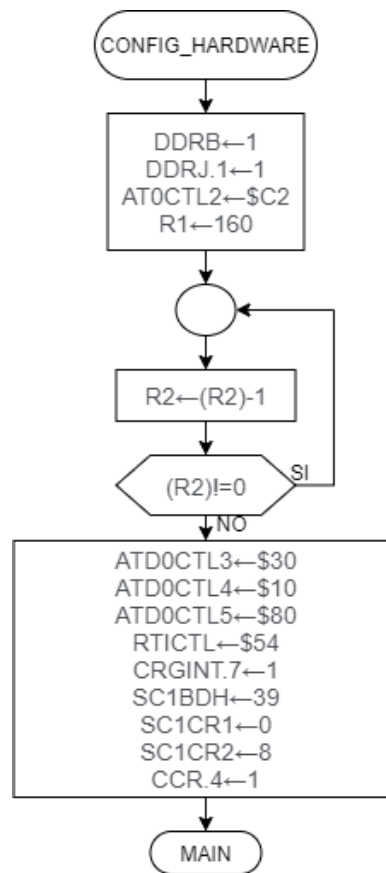 CONFIG_HARDWARE
DDRB←1
DDRJ.1←1
AT0CTL2←$C2
R1←160
R2←(R2)-1
(R2)!=0
SI
NO
ATD0CTL3←$30
ATD0CTL4←$10
ATD0CTL5←$80
RTICTL←$54
CRGINT.7←1
SC1BDH←39
SC1CR1←0
SC1CR2←8
CCR.4←1
MAIN